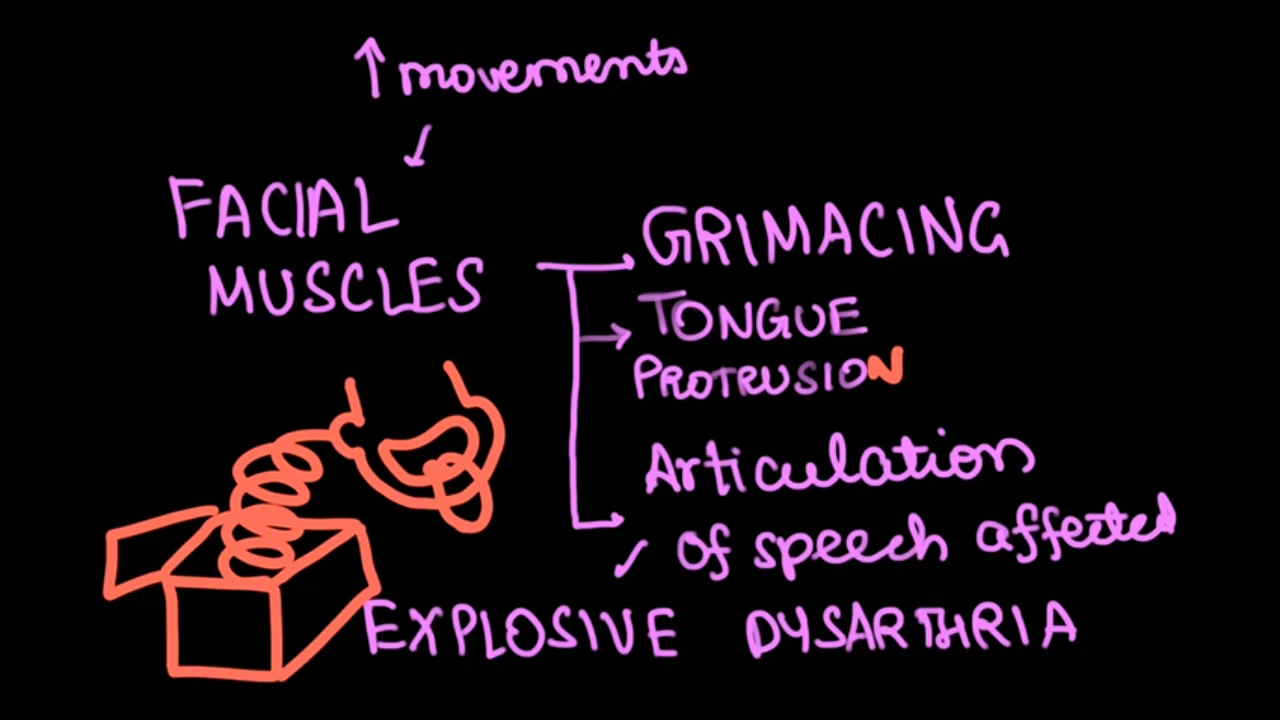 ↑ movements
FACIAL
MUSCLES
GRIMACING
TONGUE
PROTRUSION
Articulation
of speech affected
EXPLOSIVE DYSARTHRIA